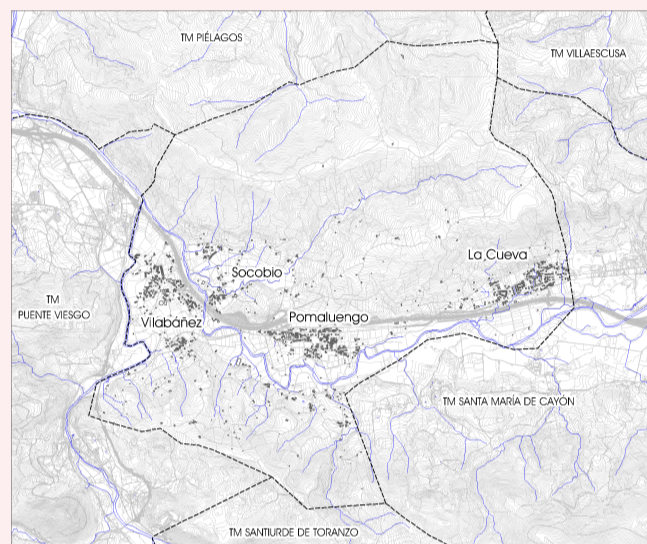 TM PIÉLAGOS
TM VILLAESCUSA
La Cueva
Socobio
TM
PUENTE VIESGO
Vilabáñez
Pomaluengo
TM SANTA MARÍA DE CAYÓN
TM SANTIURDE DE TORANZO